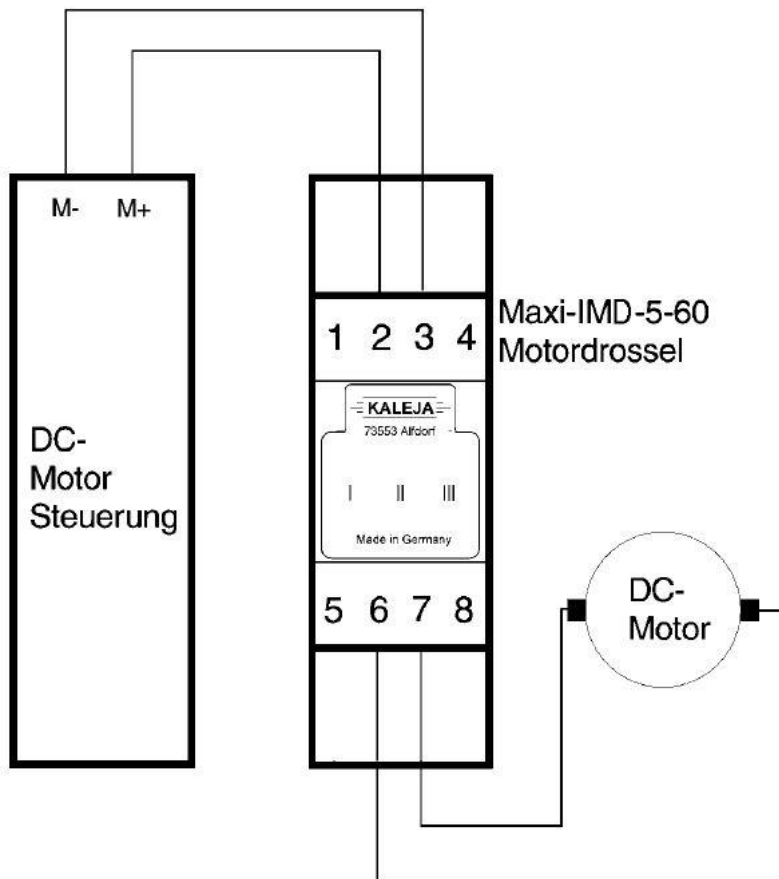 M- M+
Maxi-IMD-5-60
Motordrossel
1 2 3 4
KALEJA
73553 Alfdorf
DC-
Motor
Steuerung
I II III
Made in Germany
5 6 7 8
DC-
Motor